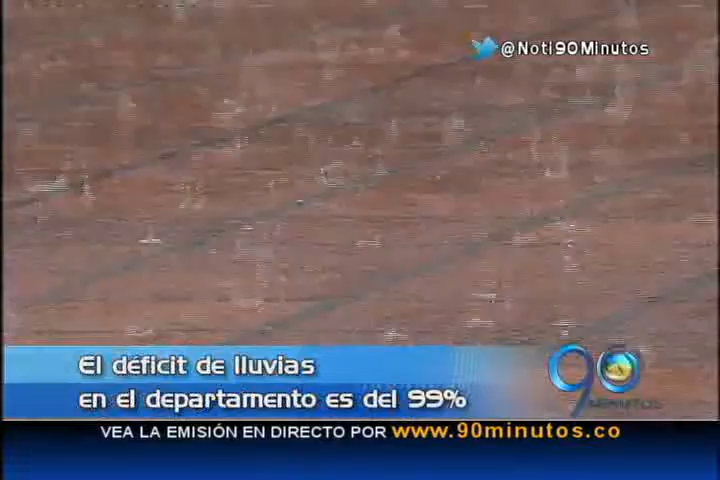 @Noti90Minutos
El déficit de lluvias
en el departamento es del 99%
90
MINUTOS
VEA LA EMISIÓN EN DIRECTO POR www.90minutos.co